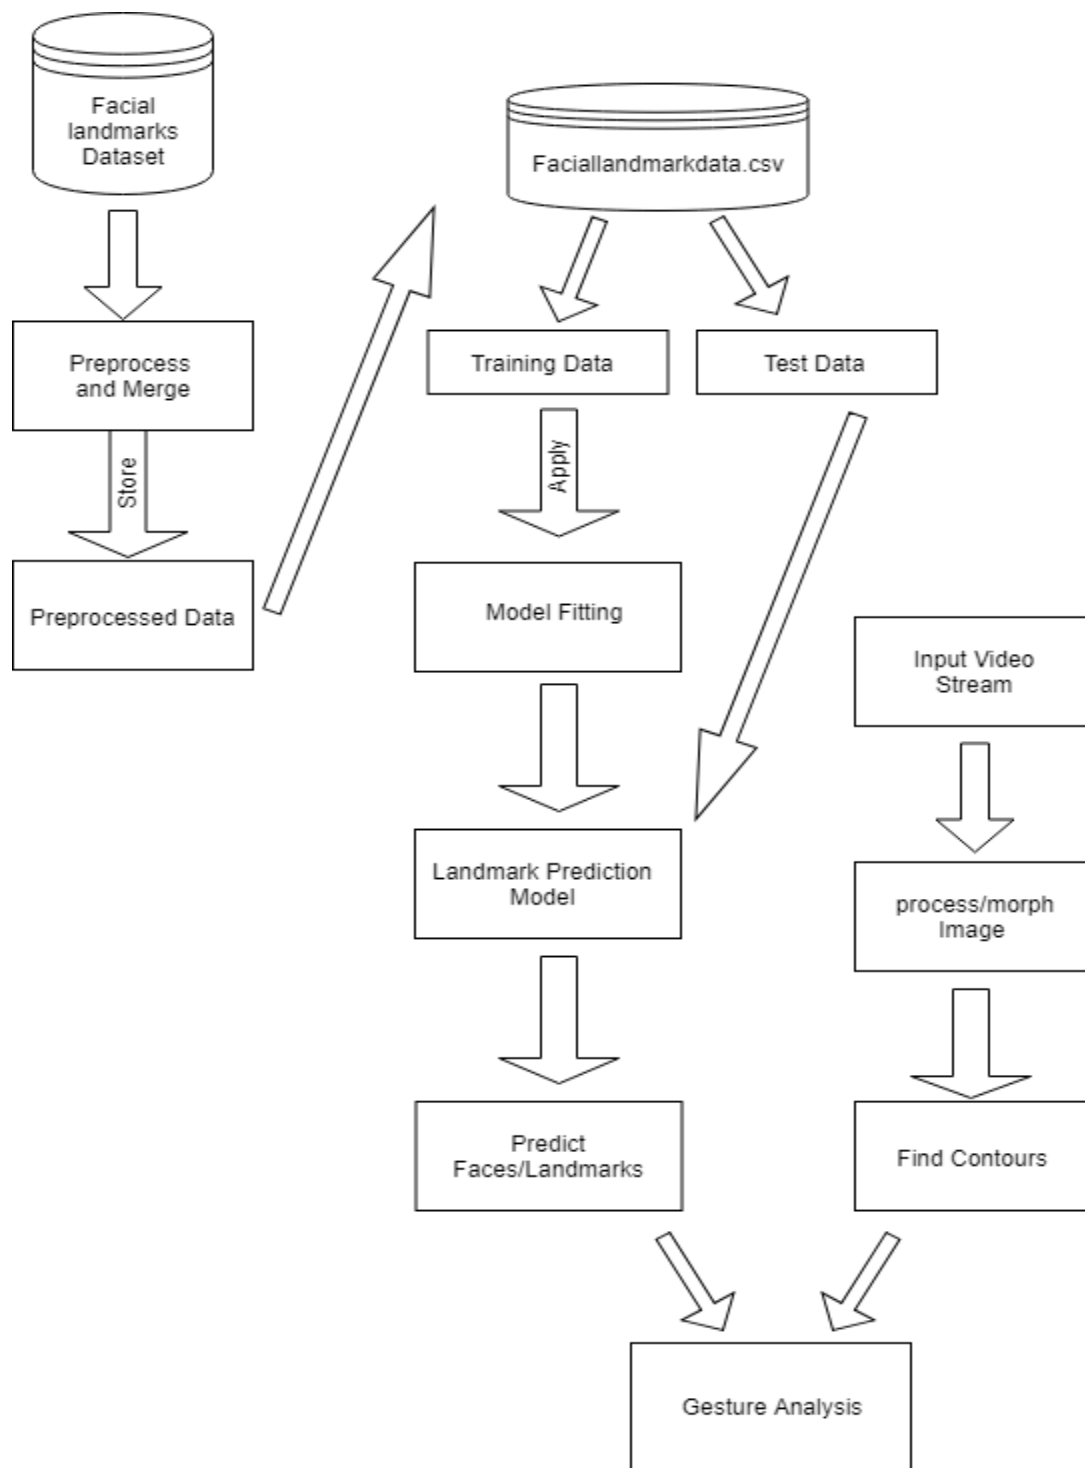 Facial
landmarks
Dataset
Faciallandmarkdata.csv
Preprocess
and Merge
Training Data
Test Data
Store
Apply
Preprocessed Data
Model Fitting
Input Video
Stream
Landmark Prediction
Model
process/morph
Image
Predict
Faces/Landmarks
Find Contours
Gesture Analysis